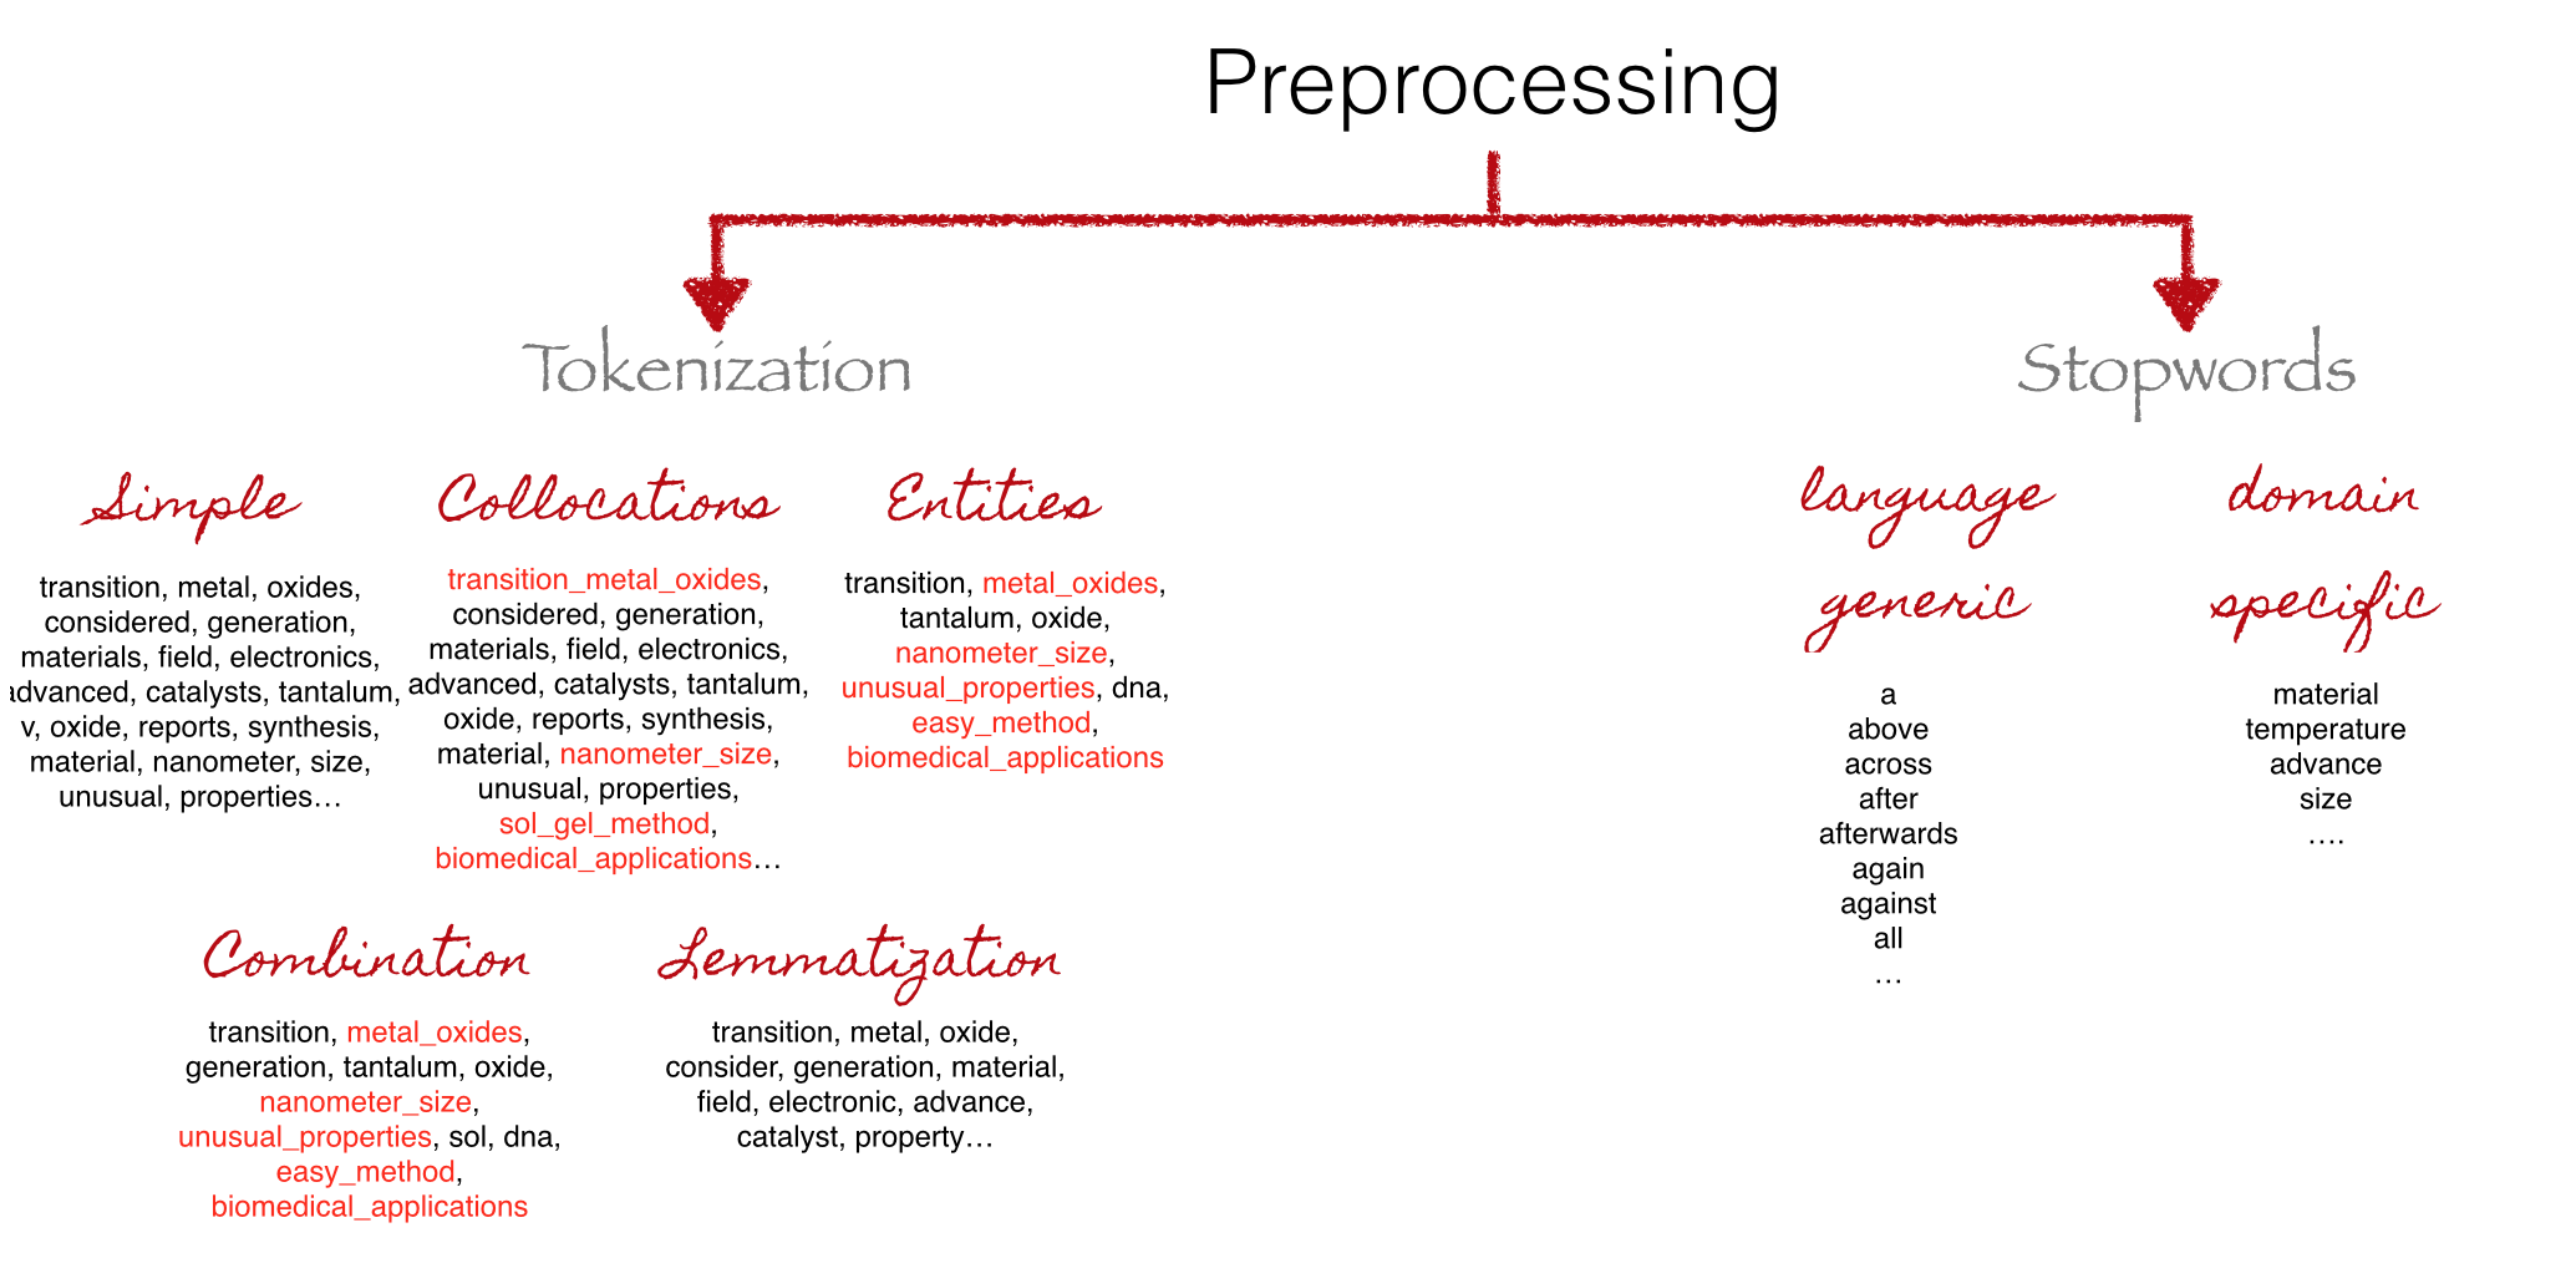 Preprocessing
Tokenization
Stopwords
Simple
transition, metal, oxides,
considered, generation,
materials, field, electronics,
advanced, catalysts, tantalum,
v, oxide, reports, synthesis,
material, nanometer, size,
unusual, properties…
Collocations
transition_metal_oxides,
considered, generation,
materials, field, electronics,
advanced, catalysts, tantalum,
oxide, reports, synthesis,
material, nanometer_size,
unusual, properties,
sol_gel_method,
biomedical_applications…
Entities
transition, metal_oxides,
tantalum, oxide,
nanometer_size,
unusual_properties, dna,
easy_method,
biomedical_applications
Combination
transition, metal_oxides,
generation, tantalum, oxide,
nanometer_size,
unusual_properties, sol, dna,
easy_method,
biomedical_applications
Lemmatization
transition, metal, oxide,
consider, generation, material,
field, electronic, advance,
catalyst, property…
language
generic
a
above
across
after
afterwards
again
against
all
…
domain
specific
material
temperature
advance
size
….